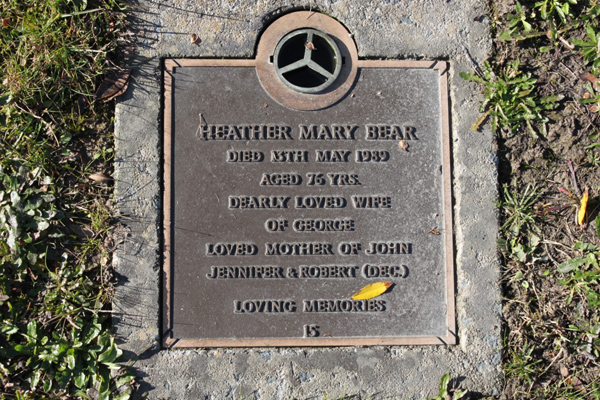 HEATHER MARY BEAR
DIED 13TH MAY 1989
AGED 76 YRS.
DEARLY LOVED WIFE
OF GEORGE
LOVED MOTHER OF JOHN
JENNIFER & ROBERT (DEC.)
LOVING MEMORIES
15